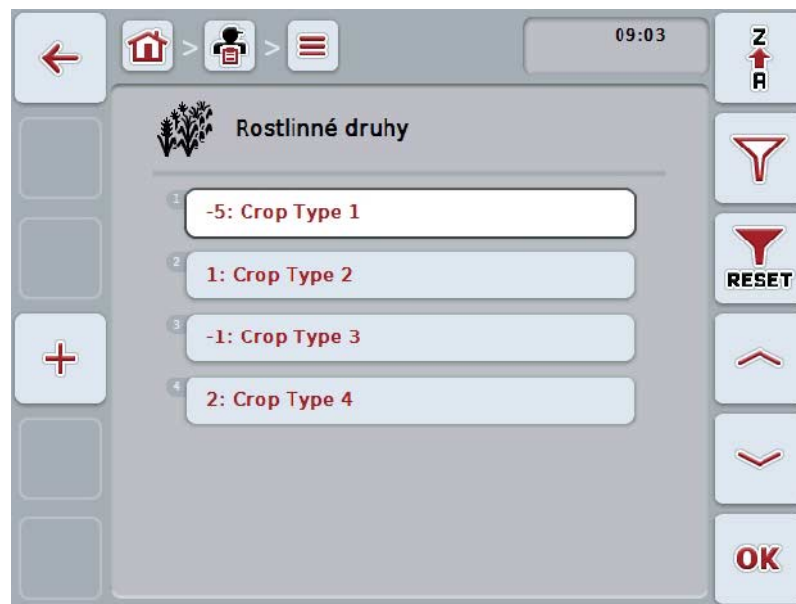 09:03
Z
A
Rostlinné druhy
1
-5: Crop Type 1
2
1: Crop Type 2
RESET
3
-1: Crop Type 3
4
2: Crop Type 4
OK